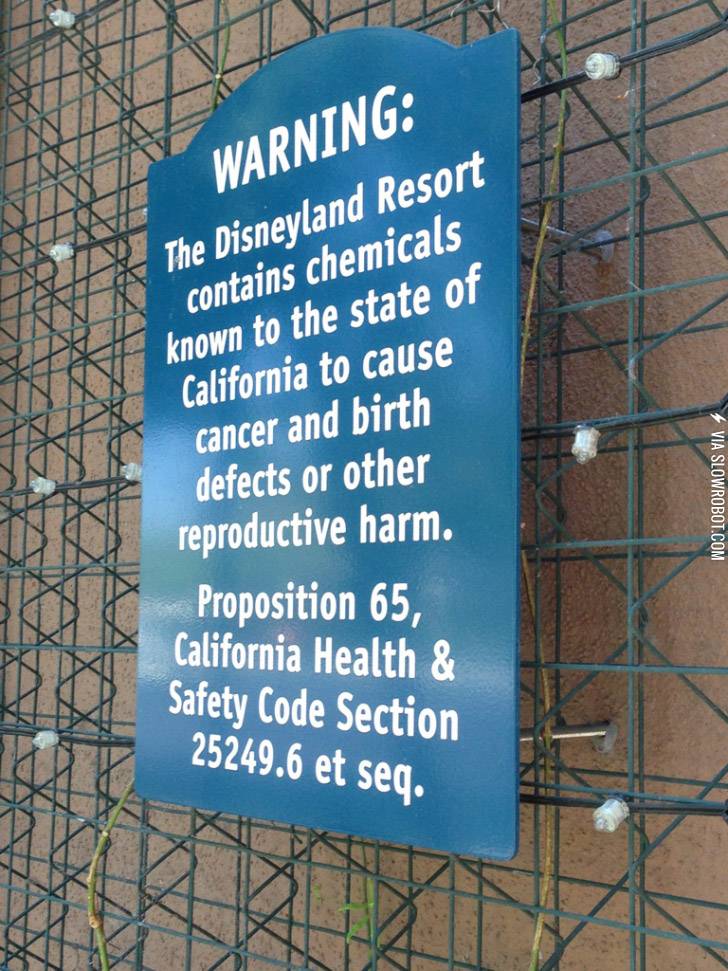 WARNING:
The Disneyland Resort
contains chemicals
known to the state of
California to cause
cancer and birth
defects or other
reproductive harm.
Proposition 65,
California Health &
Safety Code Section
25249.6 et seq.
VIA SLOWROBOT.COM